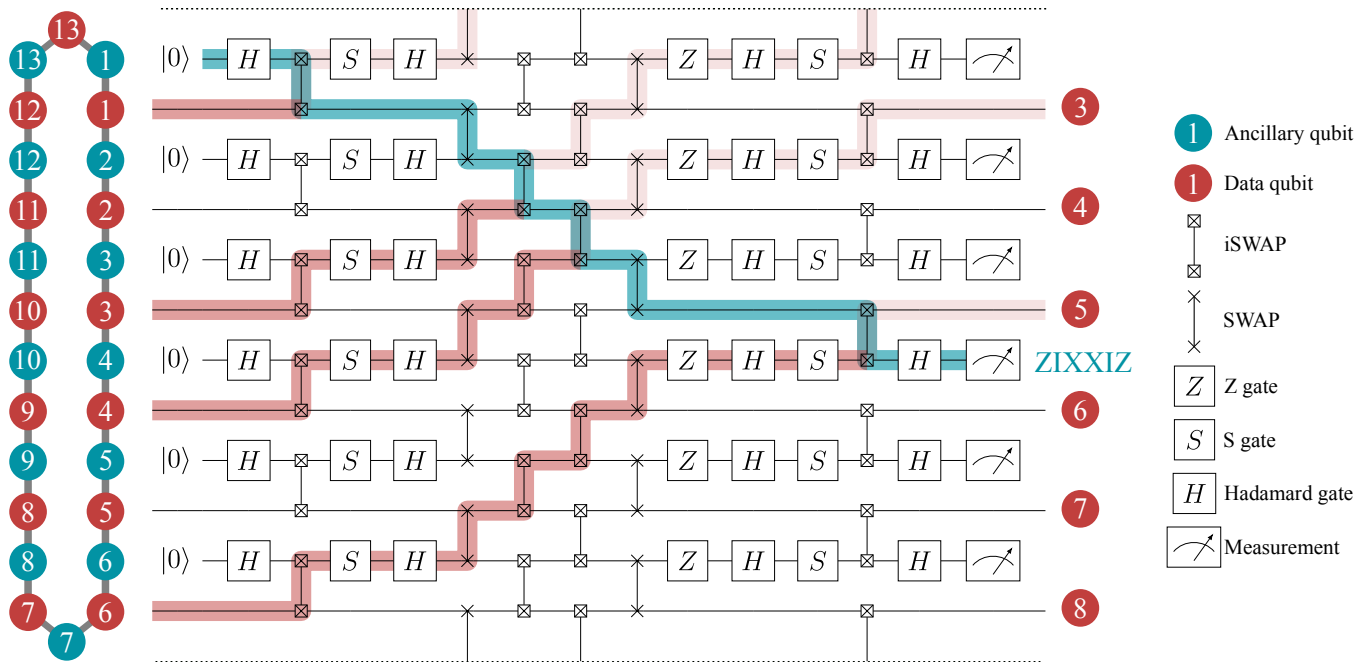 13
13 1
|0⟩ H S H Z H S H
12 1
3
12 2
|0⟩ H S H Z H S H
1 Ancillary qubit
11 2
4
1 Data qubit
11 3
|0⟩ H S H Z H S H
iSWAP
10 3
5
SWAP
10 4
|0⟩ H S H Z H S H ZIXXIZ
Z Z gate
9 4
6
9 5
|0⟩ H S H Z H S H
S S gate
8 5
7
H Hadamard gate
8 6
|0⟩ H S H Z H S H
Measurement
7 6
8
7